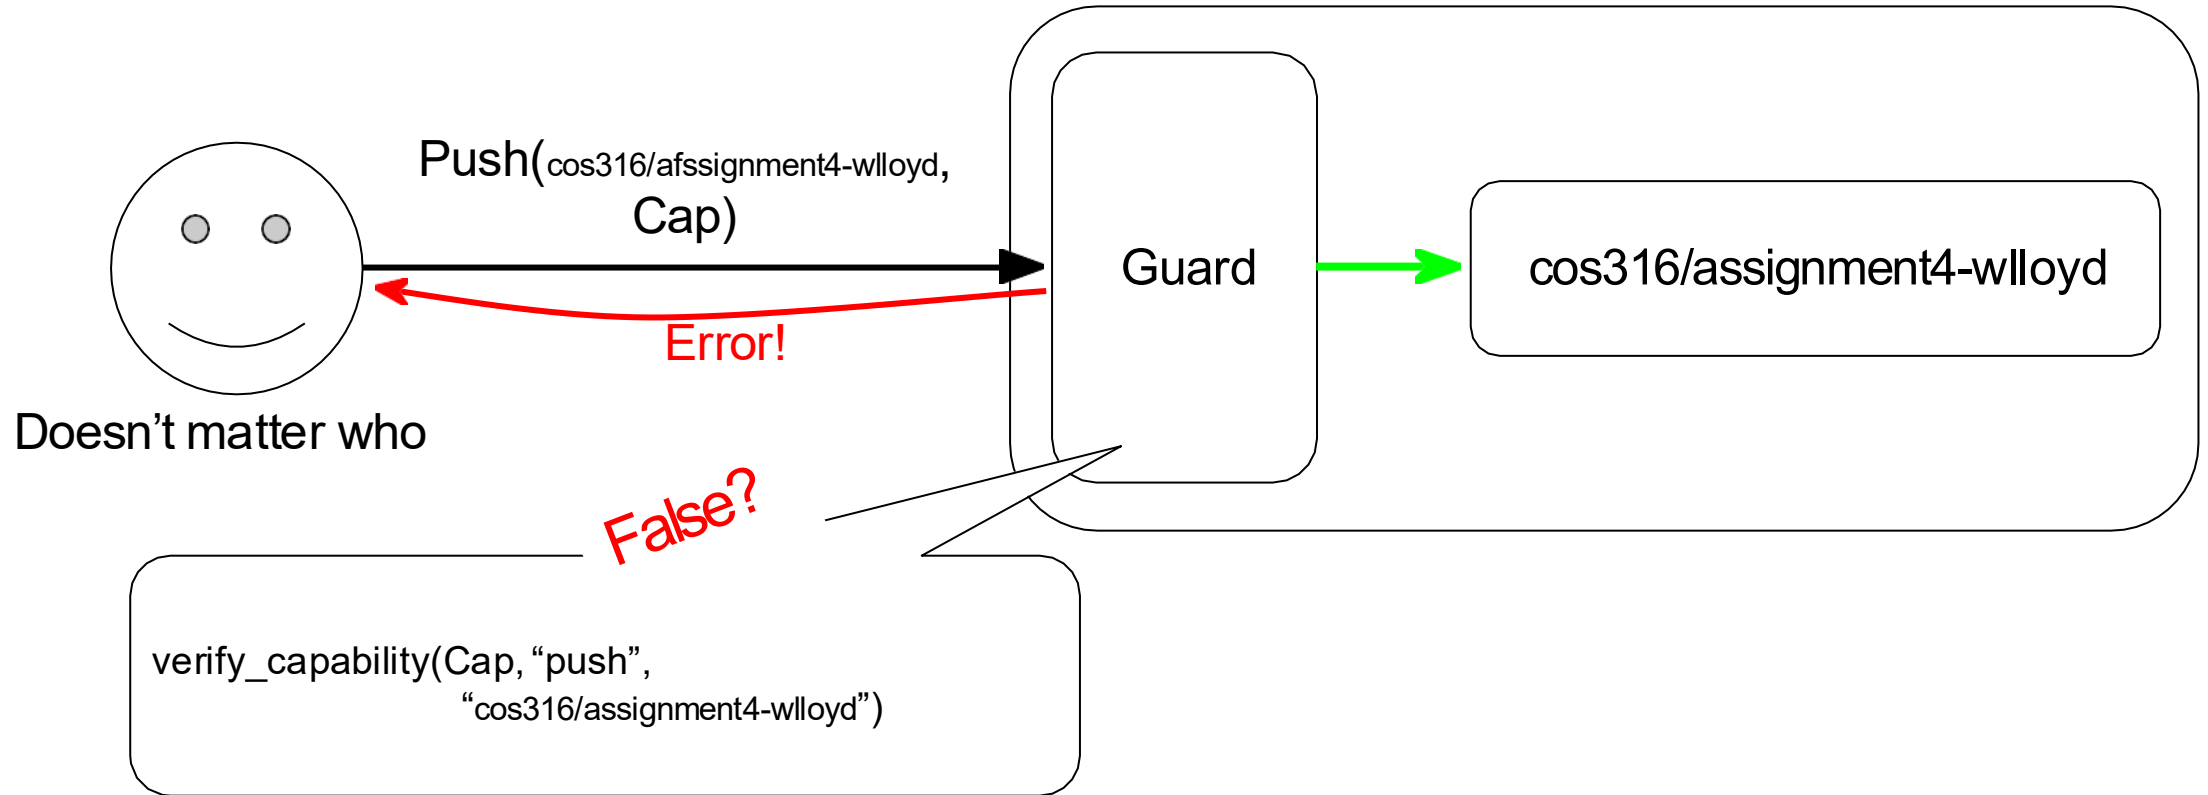 Push(cos316/afssignment4-wlloyd,
Cap)
Guard
cos316/assignment4-wlloyd
Error!
Doesn’t matter who
False?
verify_capability(Cap, “push”,
“cos316/assignment4-wlloyd”)